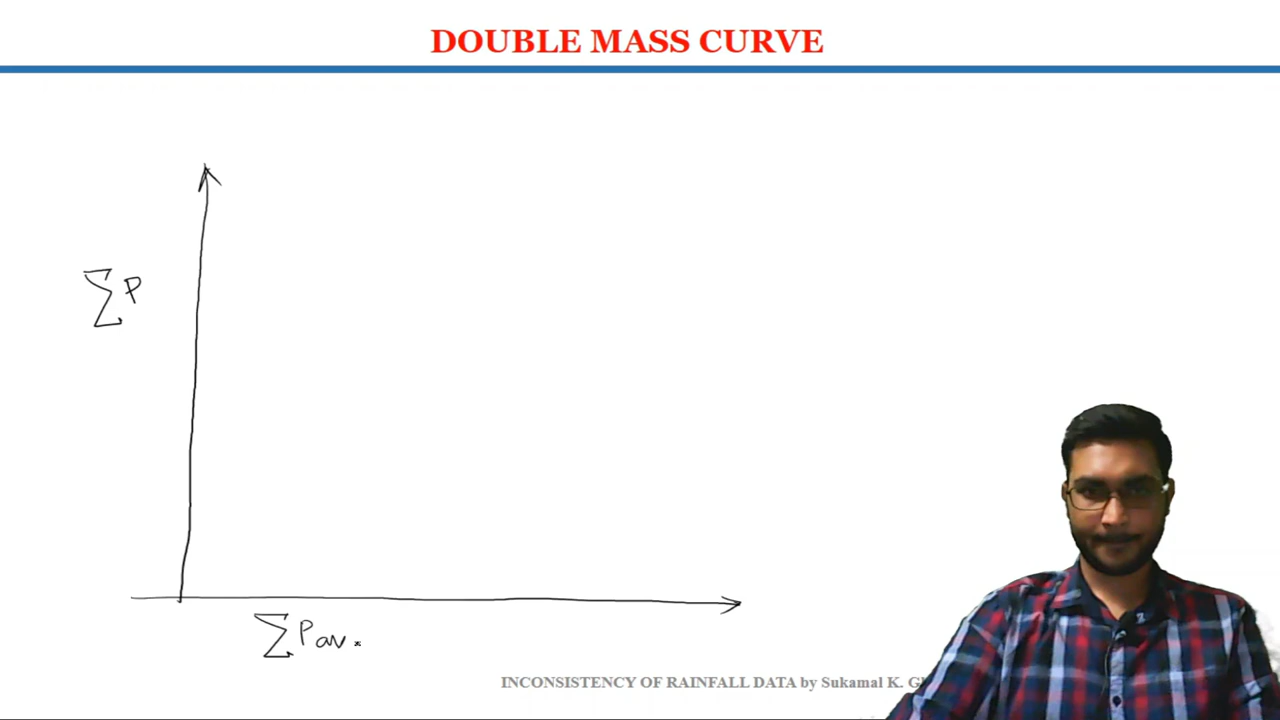 DOUBLE MASS CURVE
∑P
∑Pav.
INCONSISTENCY OF RAINFALL DATA by Sukamal K.